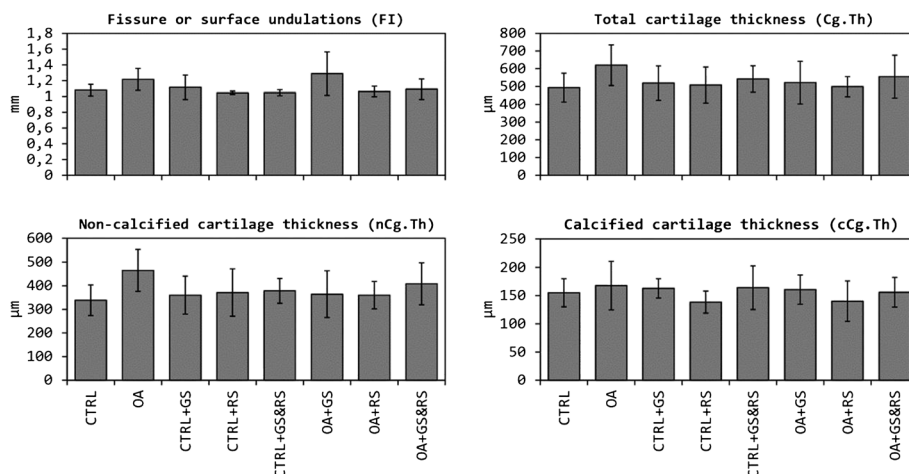 Fissure or surface undulations (FI)
1,8
1,6
1,4
1,2
1
0,8
0,6
0,4
0,2
0
mm
Total cartilage thickness (Cg.Th)
800
700
600
500
400
300
200
100
0
µm
Non-calcified cartilage thickness (nCg.Th)
600
500
400
300
200
100
0
µm
CTRL
OA
CTRL+GS
CTRL+RS
CTRL+GS&RS
OA+GS
OA+RS
OA+GS&RS
Calcified cartilage thickness (cCg.Th)
250
200
150
100
50
0
µm
CTRL
OA
CTRL+GS
CTRL+RS
CTRL+GS&RS
OA+GS
OA+RS
OA+GS&RS